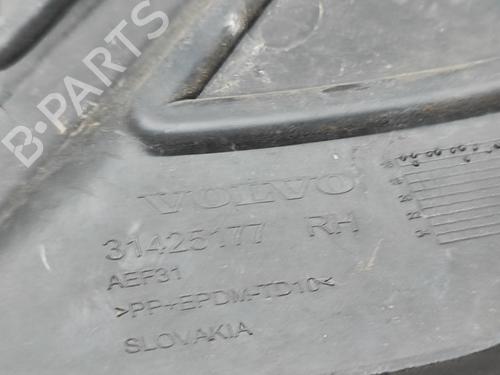 B-PARTS
VOLVO
31425177 RH
AEF31
>PP+EPDM-TD10<
SLOVAKIA